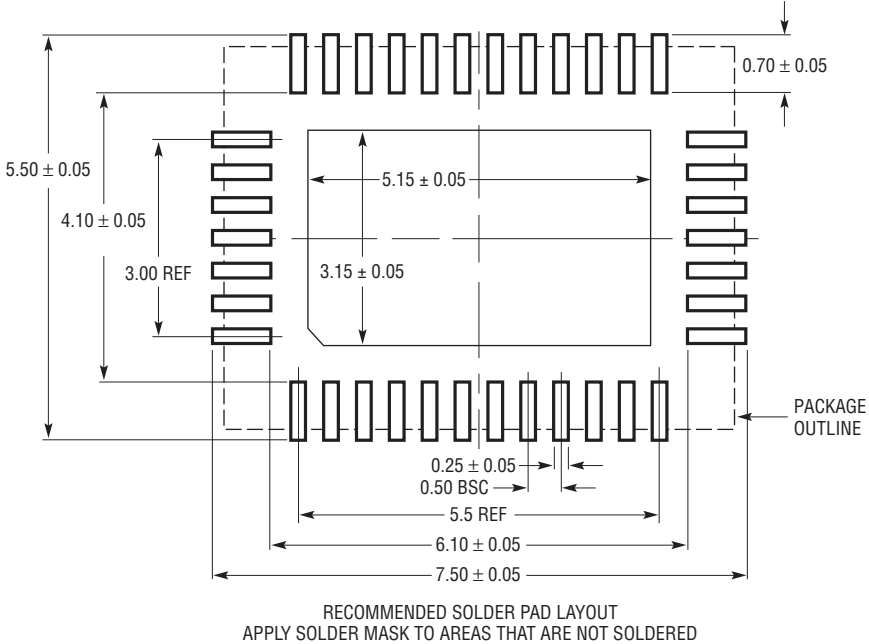 0.70 ± 0.05
5.50 ± 0.05
5.15 ± 0.05
4.10 ± 0.05
3.00 REF
3.15 ± 0.05
PACKAGE
OUTLINE
0.25 ± 0.05
0.50 BSC
5.5 REF
6.10 ± 0.05
7.50 ± 0.05
RECOMMENDED SOLDER PAD LAYOUT
APPLY SOLDER MASK TO AREAS THAT ARE NOT SOLDERED